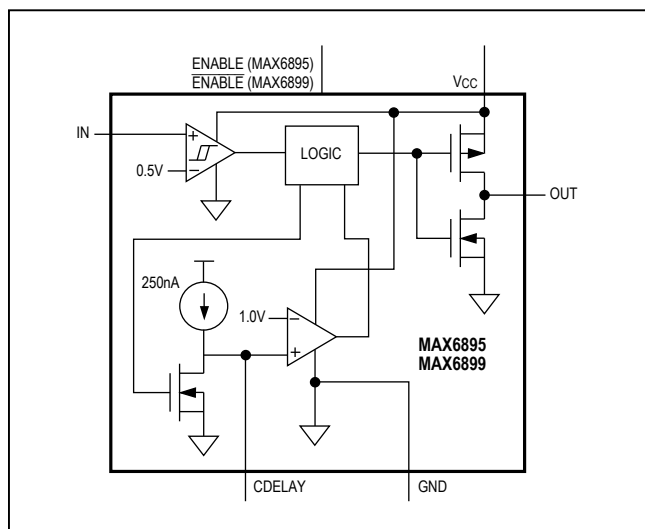 ENABLE (MAX6895)
ENABLE (MAX6899)
VCC
IN
+
0.5V
−
LOGIC
OUT
250nA
1.0V
−
+
MAX6895
MAX6899
CDELAY
GND